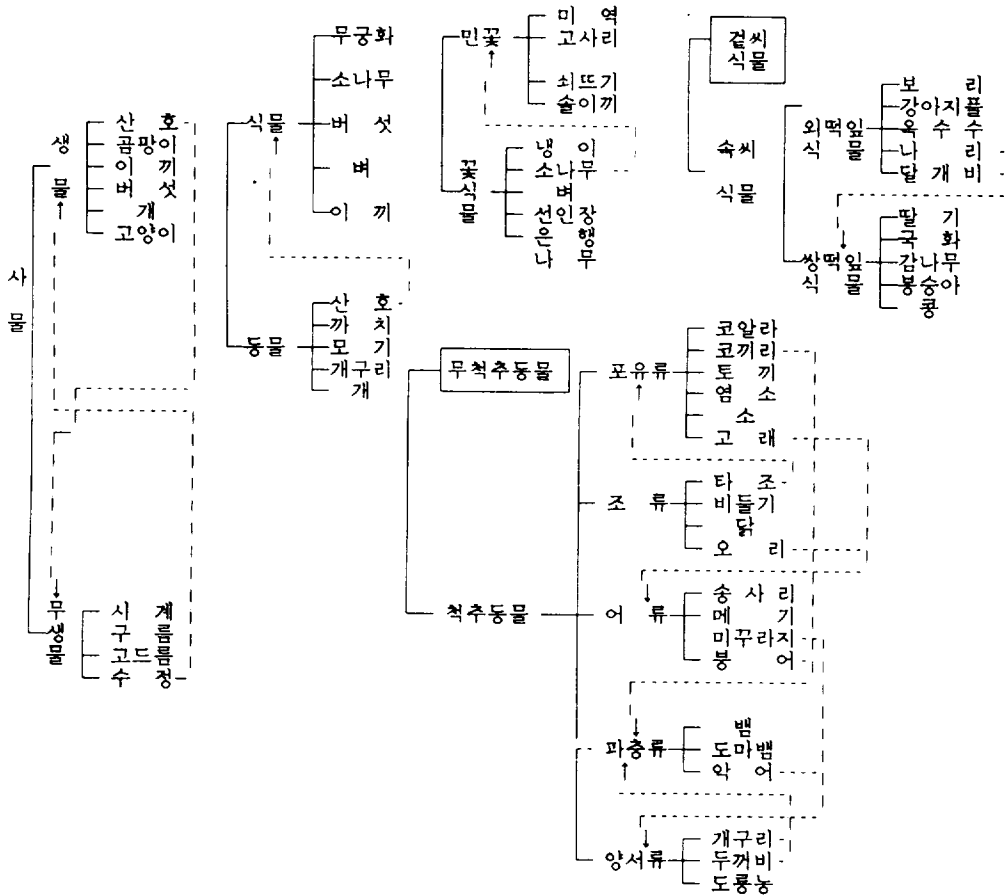 사물
생물
산호
곰팡이
이끼
버섯
개
고양이
무생물
시계
구름
고드름
수정
식물
무궁화
소나무
버섯
벼
이끼
동물
산호
까치
모기
개구리
개
민꽃
미역
고사리
쇠뜨기
솔이끼
꽃식물
냉이
소나무
벼
선인장
은행
나무
겉씨
식물
속씨
식물
외떡잎
식물
보리
강아지플
옥수수
나리
달개비
쌍떡잎
식물
딸기
국화
감나무
봉숭아
콩
무척추동물
척추동물
포유류
코알라
코끼리
토끼
염소
소
고래
조류
타조
비둘기
닭
오리
어류
송사리
메기
미꾸라지
붕어
파충류
뱀
도마뱀
악어
양서류
개구리
두꺼비
도룡농